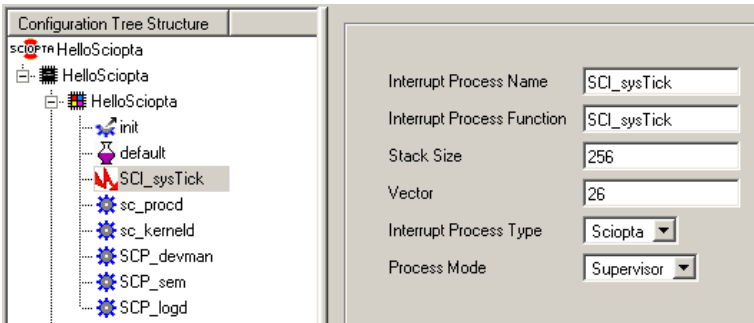 Configuration Tree Structure
SCIOPTA HelloSciopta
HelloSciopta
HelloSciopta
init
default
SCI_sysTick
sc_procd
sc_kerneld
SCP_devman
SCP_sem
SCP_logd
Interrupt Process Name SCI_sysTick
Interrupt Process Function SCI_sysTick
Stack Size 256
Vector 26
Interrupt Process Type Sciopta
Process Mode Supervisor